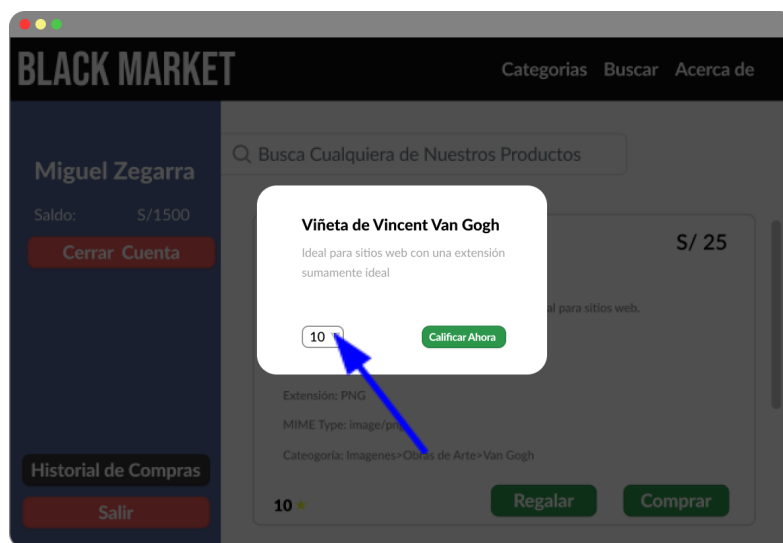 BLACK MARKET
Categorias Buscar Acerca de
Miguel Zegarra
Saldo: S/1500
Cerrar Cuenta
Historial de Compras
Salir
Busca Cualquiera de Nuestros Productos
S/ 25
Viñeta de Vincent Van Gogh
Ideal para sitios web con una extensión
sumamente ideal
10
Calificar Ahora
al para sitios web.
Extensión: PNG
MIME Type: image/png
Cateogoría: Imagenes>Obras de Arte>Van Gogh
10
Regalar
Comprar